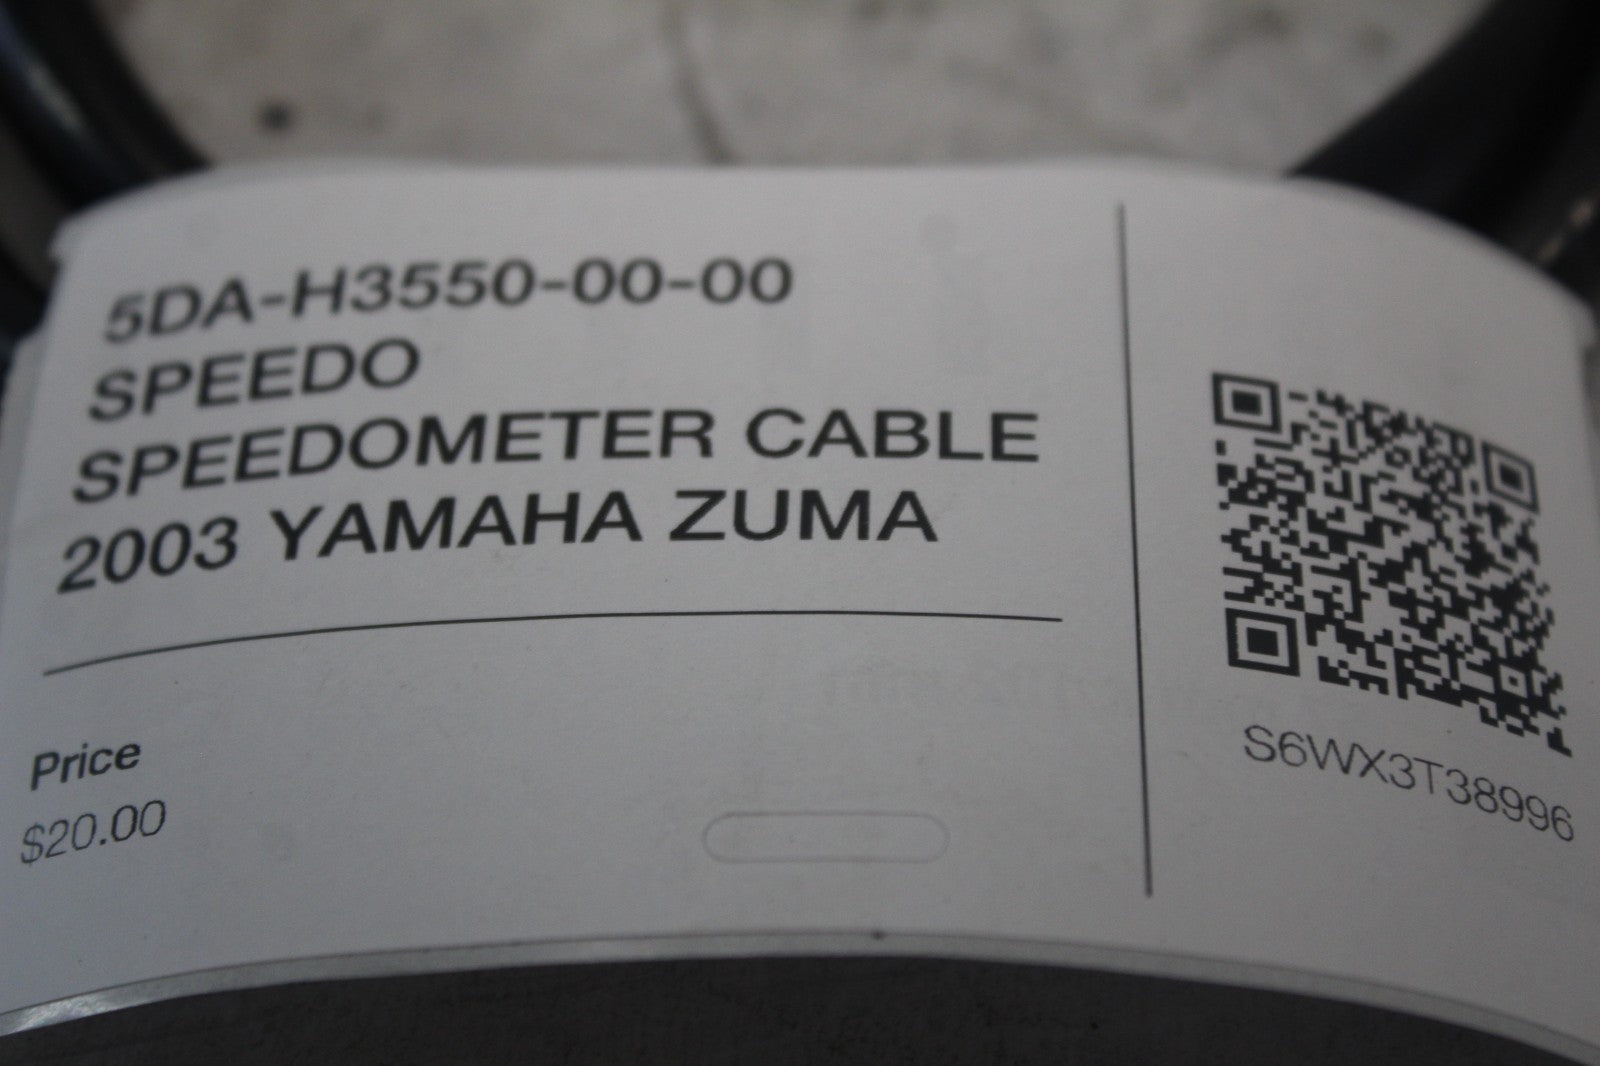 5DA-H3550-00-00
SPEEDO
SPEEDOMETER CABLE
2003 YAMAHA ZUMA
Price
$20.00
S6WX3T38996